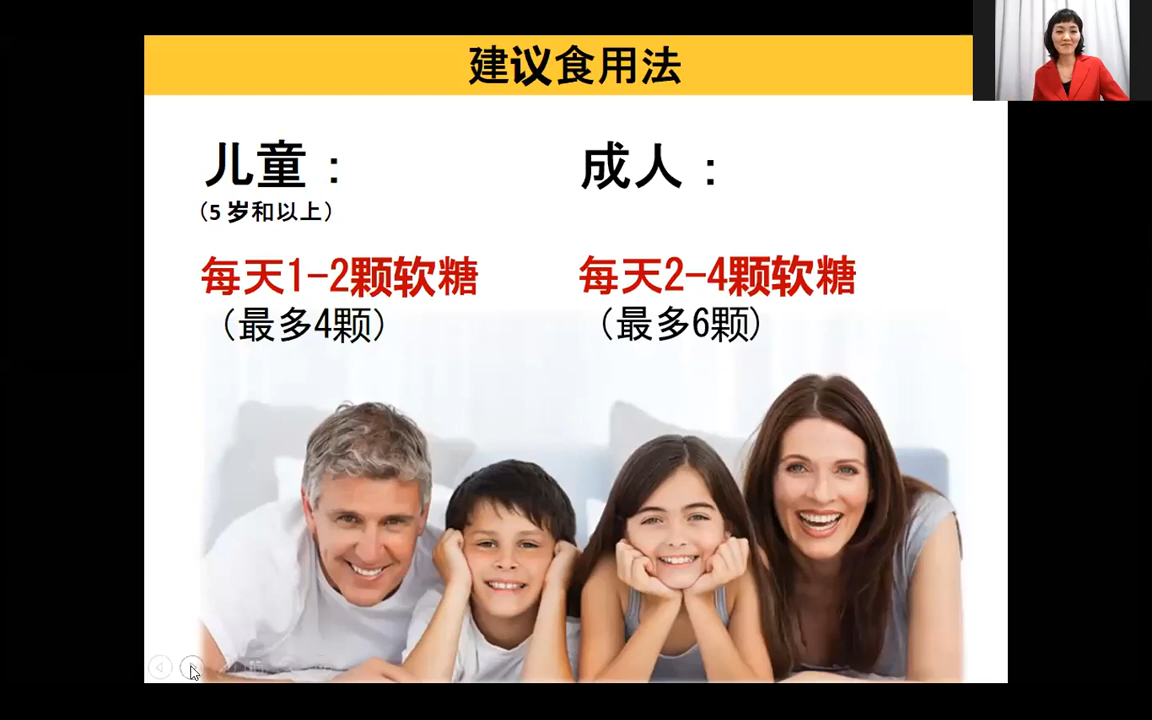 建议食用法
儿童：
（5 岁和以上）
每天1-2颗软糖
（最多4颗）
成人：
每天2-4颗软糖
（最多6颗）